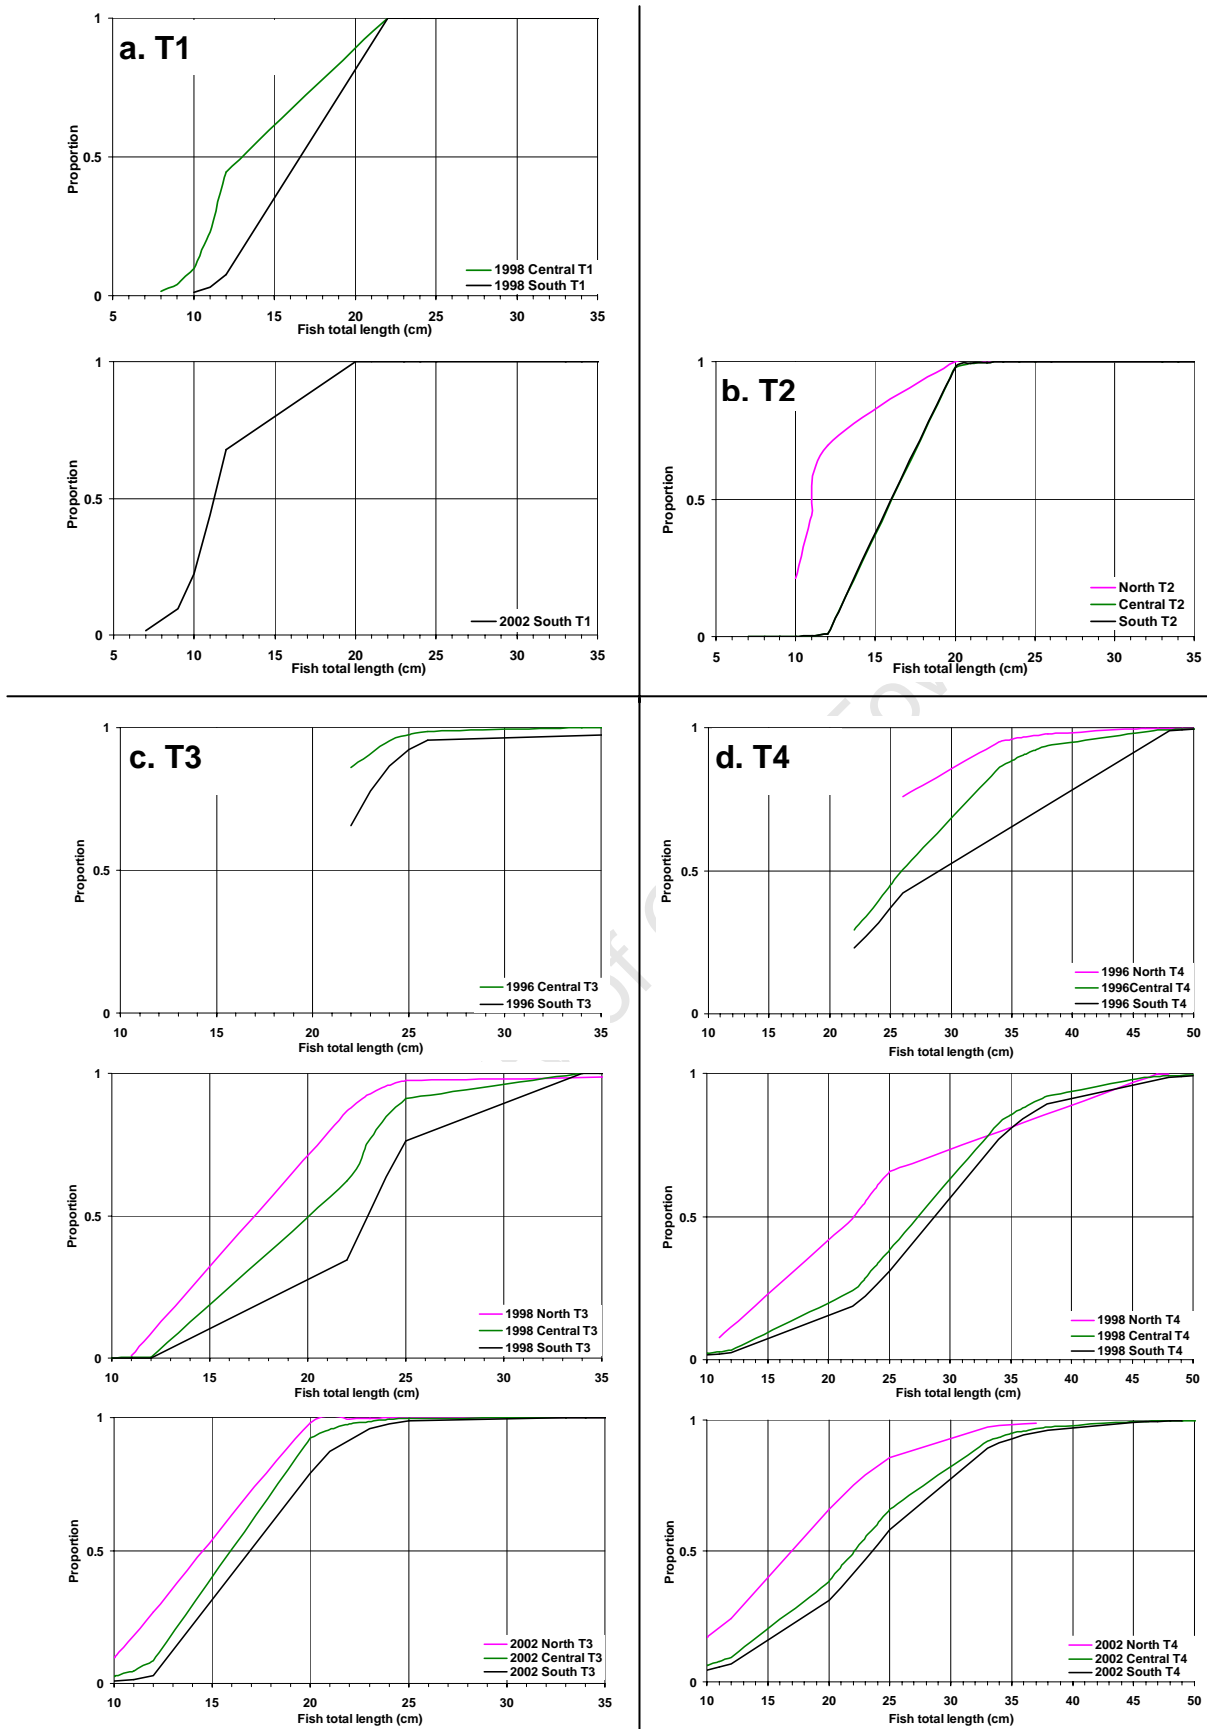 a. T1
1
0.5
0
Proportion
1998 Central T1
1998 South T1
5 10 15 20 25 30 35
Fish total length (cm)
1
0.5
0
Proportion
2002 South T1
5 10 15 20 25 30 35
Fish total length (cm)
b. T2
1
0.5
0
Proportion
North T2
Central T2
South T2
5 10 15 20 25 30 35
Fish total length (cm)
c. T3
1
0.5
0
Proportion
1996 Central T3
1996 South T3
10 15 20 25 30 35
Fish total length (cm)
1
0.5
0
Proportion
1998 North T3
1998 Central T3
1998 South T3
10 15 20 25 30 35
Fish total length (cm)
1
0.5
0
Proportion
2002 North T3
2002 Central T3
2002 South T3
10 15 20 25 30 35
Fish total length (cm)
d. T4
1
0.5
0
Proportion
1996 North T4
1996Central T4
1996 South T4
10 15 20 25 30 35 40 45 50
Fish total length (cm)
1
0.5
0
Proportion
1998 North T4
1998 Central T4
1998 South T4
10 15 20 25 30 35 40 45 50
Fish total length (cm)
1
0.5
0
Proportion
2002 North T4
2002 Central T4
2002 South T4
10 15 20 25 30 35 40 45 50
Fish total length (cm)
of